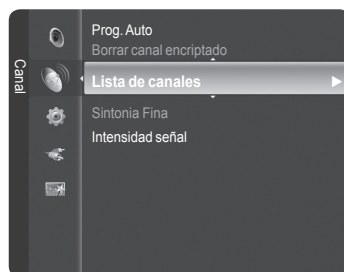 Canal
Prog. Auto
Borrar canal encriptado
Lista de canales
Sintonia Fina
Intensidad señal